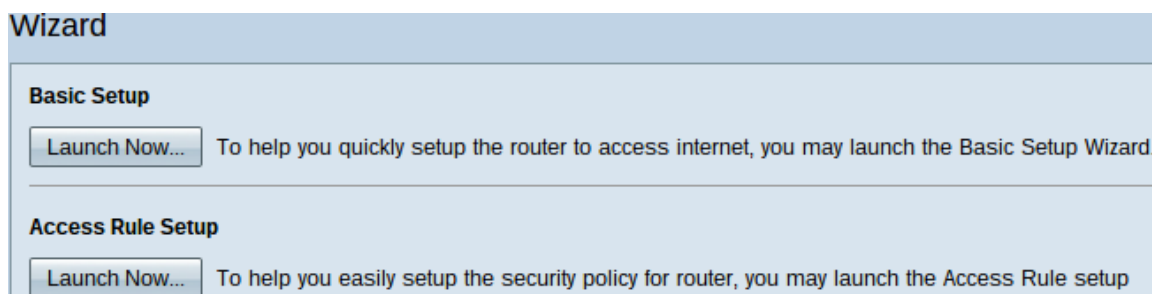 Wizard
Basic Setup
Launch Now... To help you quickly setup the router to access internet, you may launch the Basic Setup Wizard.
Access Rule Setup
Launch Now... To help you easily setup the security policy for router, you may launch the Access Rule setup